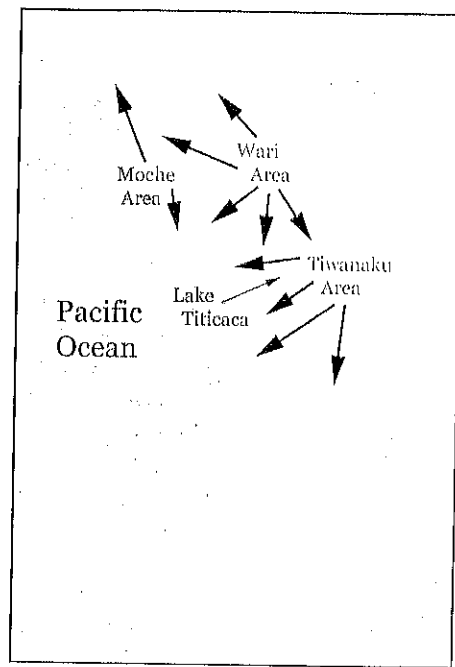 Wari
Area
Moche
Area
Tiwanaku
Area
Lake
Titicaca
Pacific
Ocean